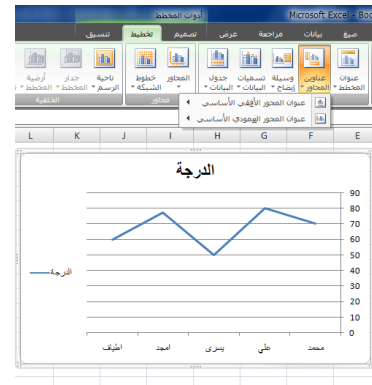 Microsoft Excel - Boo
أدوات المخطط
صيغ بيانات مراجعة عرض تصميم تخطيط تنسيق
عنوان المخطط
عناوين المحاور
وسيلة إيضاح
تسميات البيانات
جدول البيانات
المحاور
خطوط الشبكة
ناحية الرسم
جدار المخطط
أرضية المخطط
محاور
الخلفية
عنوان المحور الأفقي الأساسي
عنوان المحور العمودي الأساسي
E F G H I J K L
الدرجة
90
80
70
60
50
40
30
20
10
0
الدرجة
محمد علي يسرى امجد اطياف